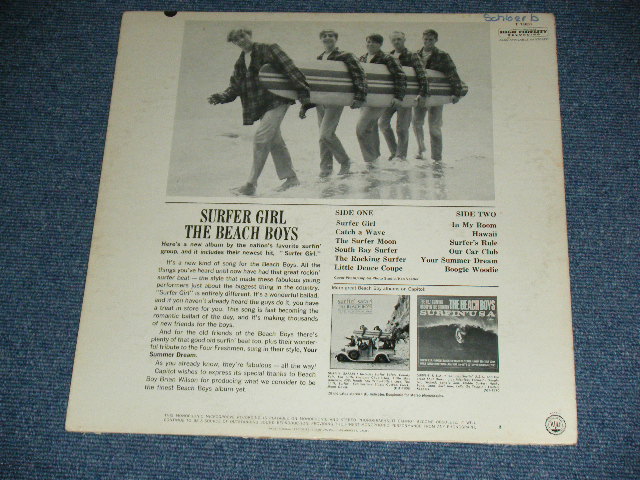 Schloer b
HIGH FIDELITY
SURFER GIRL
THE BEACH BOYS
Here's a new album by the nation's favorite surfin'
group, and it includes their newest hit, "Surfer Girl."
It's a new kind of song for the Beach Boys. All the
things you've heard until now have had that great rockin'
surfer beat — the style that made these fabulous young
performers just about the biggest thing in the country.
"Surfer Girl" is entirely different. It's a wonderful ballad,
and if you haven't already heard the guys do it, you have
a treat in store for you. This song is fast becoming the
romantic ballad of the day, and it's making thousands
of new friends for the boys.
And for the old friends of the Beach Boys there's
plenty of that good old surfin' beat too, plus their wonder-
ful tribute to the Four Freshmen, song in their style, Your
Summer Dream.
As you already know, they're fabulous — all the way!
Capitol wishes to express its special thanks to Beach
Boy Brian Wilson for producing what we consider to be
the finest Beach Boys album yet.
SIDE ONE
Surfer Girl
Catch a Wave
The Surfer Moon
South Bay Surfer
The Rocking Surfer
Little Deuce Coupe
SIDE TWO
In My Room
Hawaii
Surfer's Rule
Our Car Club
Your Summer Dream
Boogie Woodie
More great Beach Boy albums on Capitol
SURFIN' SAFARI
THE BEACH BOYS
SURFIN' USA